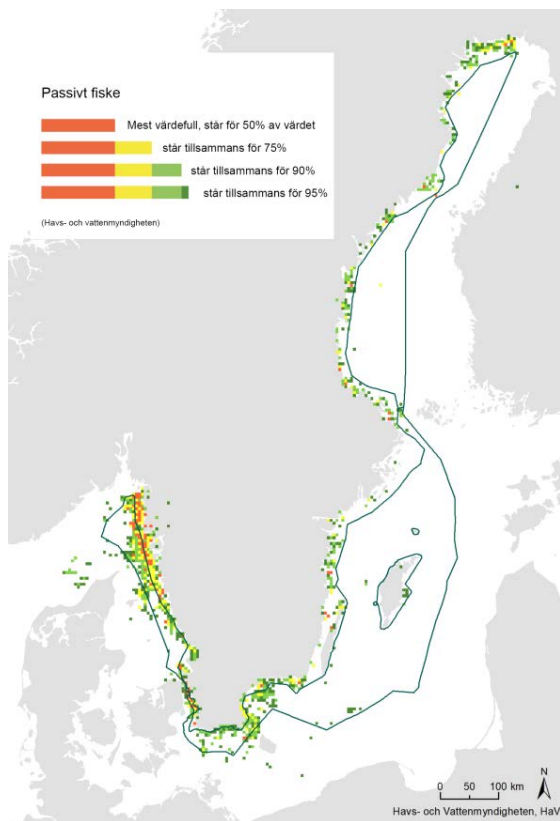 Passivt fiske
Mest värdefull, står för 50% av värdet
står tillsammans för 75%
står tillsammans för 90%
står tillsammans för 95%
(Havs- och vattenmyndigheten)
N
0 50 100 km
Havs- och Vattenmyndigheten, HaV